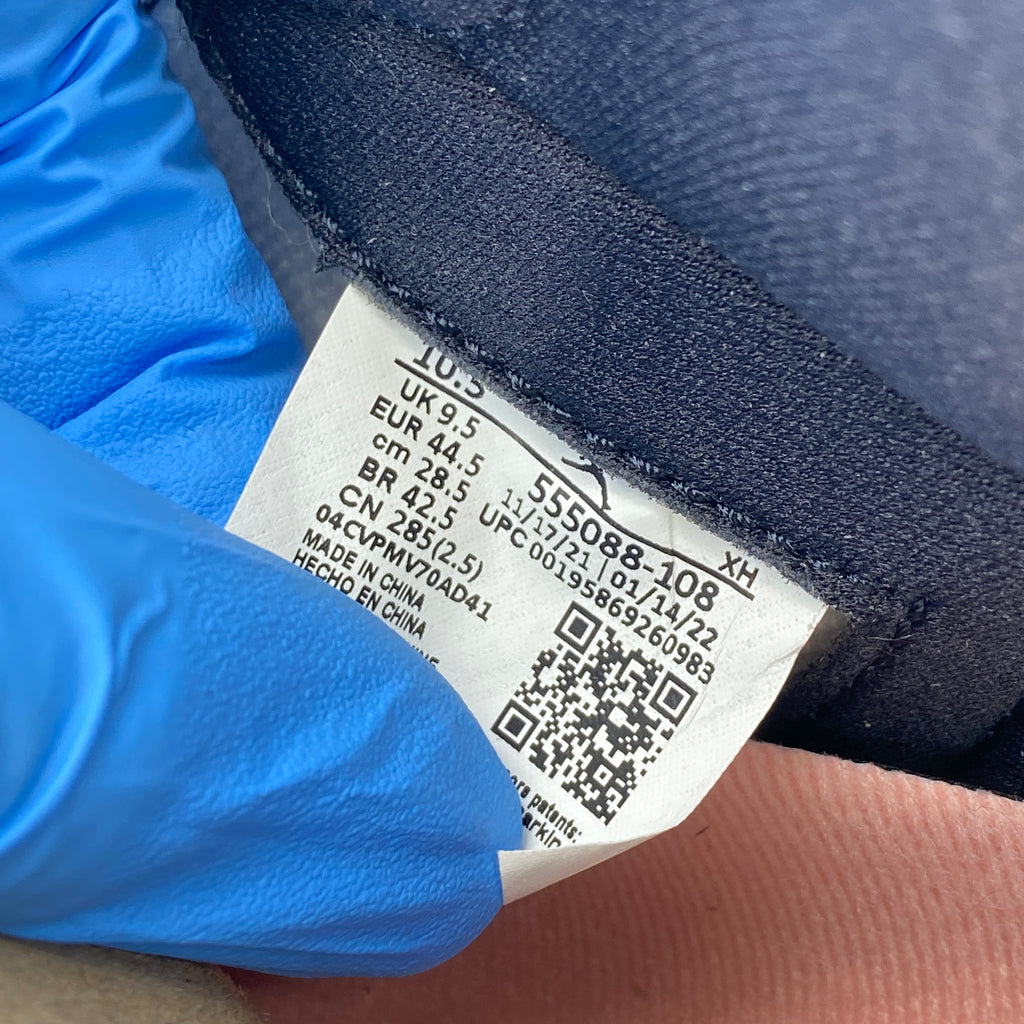 10.5
UK 9.5
EUR 44.5
cm 28.5
BR 42.5
CN 285(2.5)
04CVPMV70AD41
MADE IN CHINA
HECHO EN CHINA
XH
555088-108
11/17/21 | 01/14/22
UPC 00195869260983
patents: